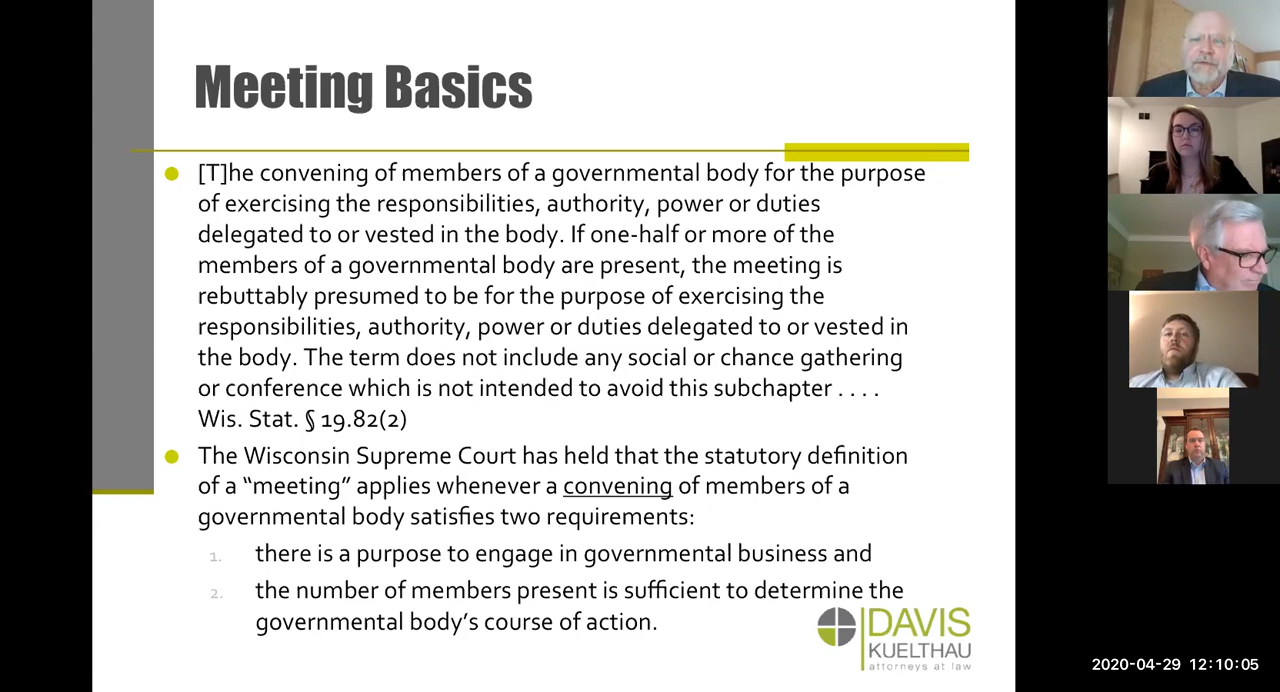 Meeting Basics
[T]he convening of members of a governmental body for the purpose
of exercising the responsibilities, authority, power or duties
delegated to or vested in the body. If one-half or more of the
members of a governmental body are present, the meeting is
rebuttably presumed to be for the purpose of exercising the
responsibilities, authority, power or duties delegated to or vested in
the body. The term does not include any social or chance gathering
or conference which is not intended to avoid this subchapter . . . .
Wis. Stat. § 19.82(2)
The Wisconsin Supreme Court has held that the statutory definition
of a “meeting” applies whenever a convening of members of a
governmental body satisfies two requirements:
1. there is a purpose to engage in governmental business and
2. the number of members present is sufficient to determine the
governmental body’s course of action.
DAVIS
KUELTHAU
attorneys at law
2020-04-29 12:10:05